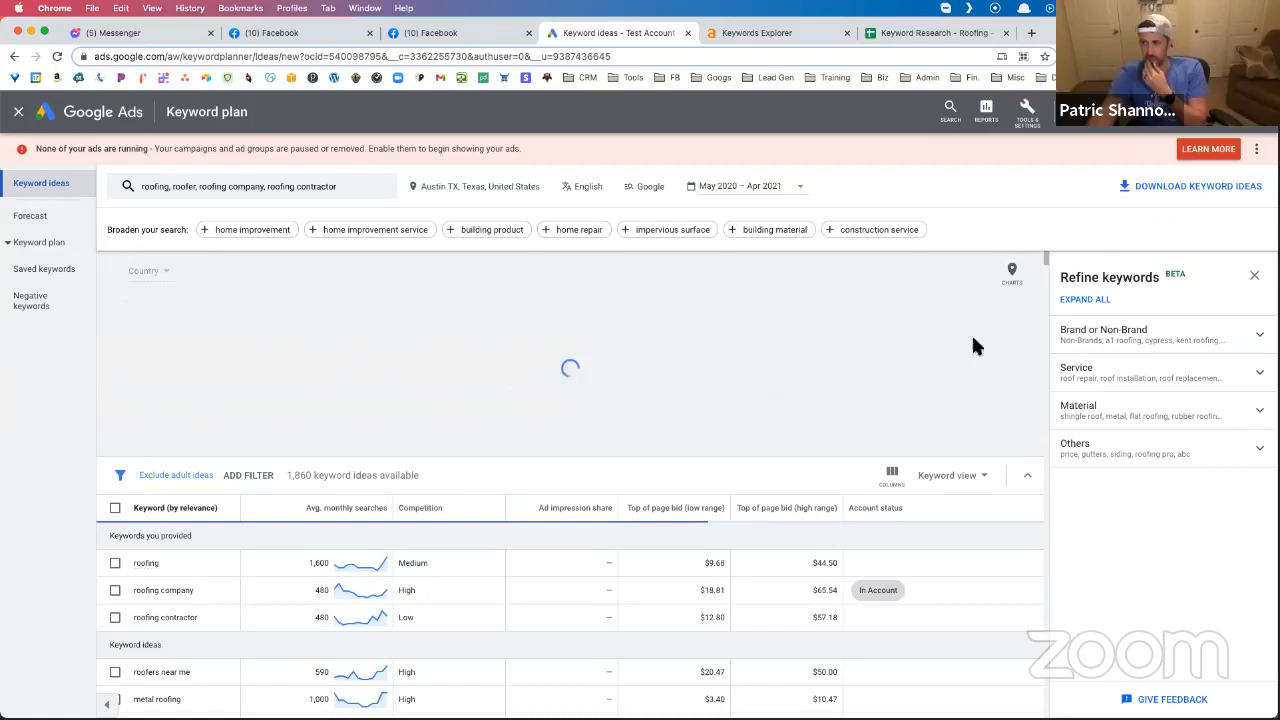 Chrome File Edit View History Bookmarks Profiles Tab Window Help
(5) Messenger × (10) Facebook × (10) Facebook × Keyword ideas - Test Account × Keywords Explorer × Keyword Research - Roofing - ×
ads.google.com/aw/keywordplanner/ideas/new?ocid=5400987955&__c=3362255730&authuser=0&__u=9387436645
CRM Tools FB Googs Lead Gen Training Biz Admin Fin. Misc
Patric Shanno...
Google Ads Keyword plan
SEARCH REPORTS TOOLS & SETTINGS
None of your ads are running - Your campaigns and ad groups are paused or removed. Enable them to begin showing your ads.
LEARN MORE
Keyword ideas
Forecast
Keyword plan
Saved keywords
Negative
keywords
roofing, roofer, roofing company, roofing contractor
Austin TX, Texas, United States
English
Google
May 2020 – Apr 2021
DOWNLOAD KEYWORD IDEAS
Broaden your search: + home improvement + home improvement service + building product + home repair + impervious surface + building material + construction service
Country
CHARTS
Refine keywords BETA
EXPAND ALL
Brand or Non-Brand
Non-Brands, a1 roofing, cypress, kent roofing,...
Service
roof repair, roof installation, roof replacemen...
Material
shingle roof, metal, flat roofing, rubber roofin...
Others
price, gutters, siding, roofing pro, abc
Exclude adult ideas ADD FILTER 1,860 keyword ideas available
COLUMNS
Keyword view
Keyword (by relevance) Avg. monthly searches Competition Ad impression share Top of page bid (low range) Top of page bid (high range) Account status
Keywords you provided
roofing 1,600 Medium – $9.68 $44.50
roofing company 480 High – $18.81 $65.54 In Account
roofing contractor 480 Low – $12.80 $57.18
Keyword ideas
roofers near me 590 High – $20.47 $50.00
metal roofing 1,000 High – $3.40 $10.47
zoom
GIVE FEEDBACK